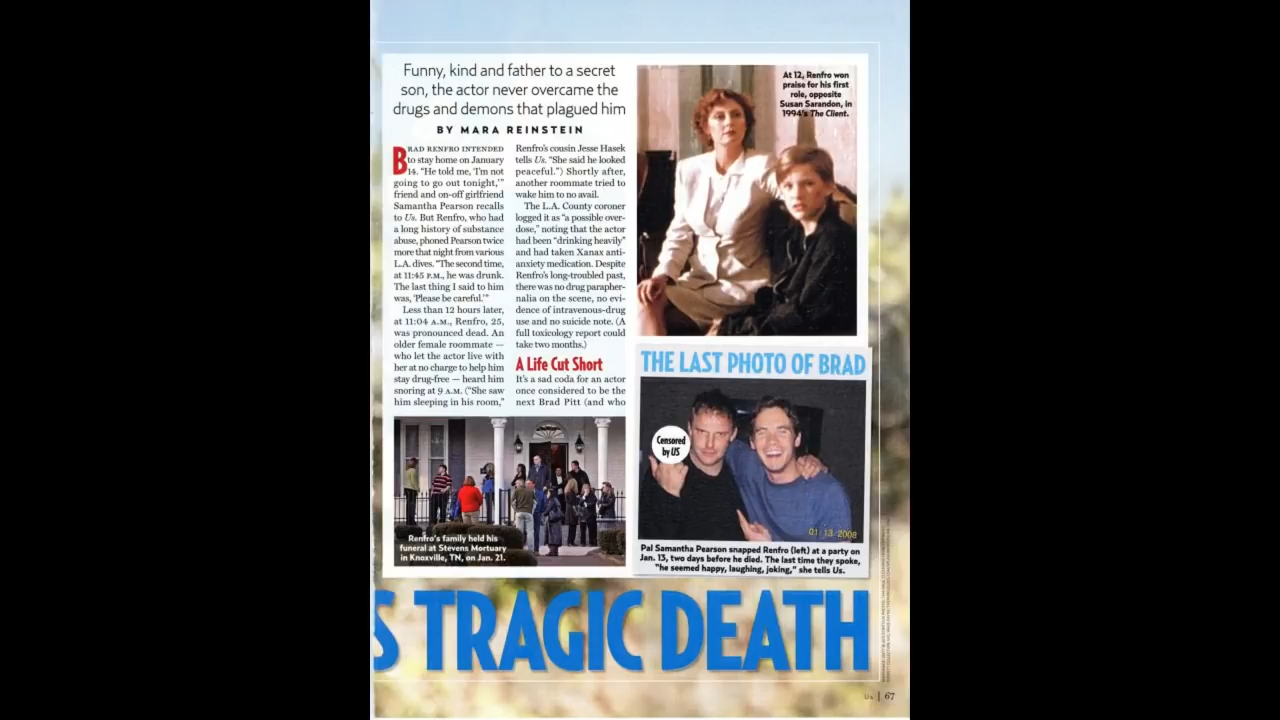 Funny, kind and father to a secret
son, the actor never overcame the
drugs and demons that plagued him
BY MARA REINSTEIN
BRAD RENFRO INTENDED
to stay home on January
14. “He told me, ‘I’m not
going to go out tonight,’”
friend and on-off girlfriend
Samantha Pearson recalls
to Us. But Renfro, who had
a long history of substance
abuse, phoned Pearson twice
more that night from various
L.A. dives. “The second time,
at 11:45 P.M., he was drunk.
The last thing I said to him
was, ‘Please be careful.’”
Less than 12 hours later,
at 11:04 A.M., Renfro, 25,
was pronounced dead. An
older female roommate —
who let the actor live with
her at no charge to help him
stay drug-free — heard him
snoring at 9 A.M. (“She saw
him sleeping in his room,”
Renfro’s cousin Jesse Hasek
tells Us. “She said he looked
peaceful.”) Shortly after,
another roommate tried to
wake him to no avail.
The L.A. County coroner
logged it as “a possible over-
dose,” noting that the actor
had been “drinking heavily”
and had taken Xanax anti-
anxiety medication. Despite
Renfro’s long-troubled past,
there was no drug parapher-
nalia on the scene, no evi-
dence of intravenous-drug
use and no suicide note. (A
full toxicology report could
take two months.)
A Life Cut Short
It’s a sad coda for an actor
once considered to be the
next Brad Pitt (and who
At 12, Renfro won
praise for his first
role, opposite
Susan Sarandon, in
1994’s The Client.
THE LAST PHOTO OF BRAD
Censored
by US
01 13 2008
Pal Samantha Pearson snapped Renfro (left) at a party on
Jan. 13, two days before he died. The last time they spoke,
“he seemed happy, laughing, joking,” she tells Us.
Renfro’s family held his
funeral at Stevens Mortuary
in Knoxville, TN, on Jan. 21.
S TRAGIC DEATH
Us | 67